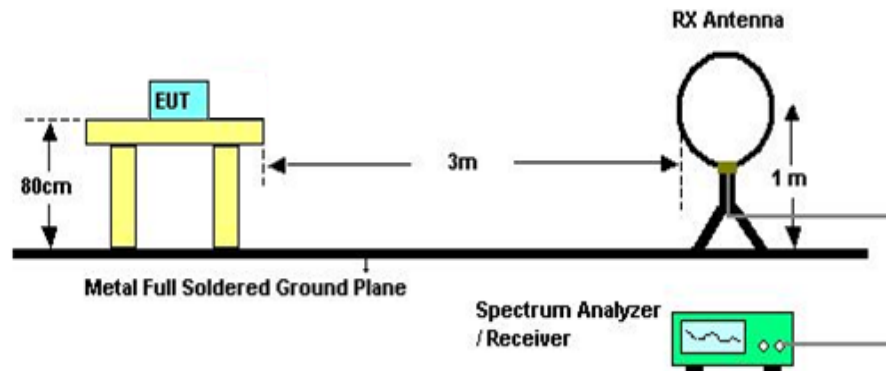 RX Antenna
EUT
3m
80cm
1 m
Metal Full Soldered Ground Plane
Spectrum Analyzer
/ Receiver